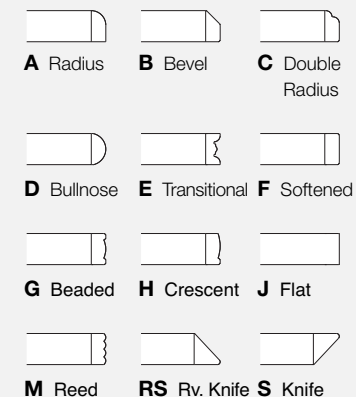 A Radius B Bevel C Double
Radius
D Bullnose E Transitional F Softened
G Beaded H Crescent J Flat
M Reed RS Rv. Knife S Knife